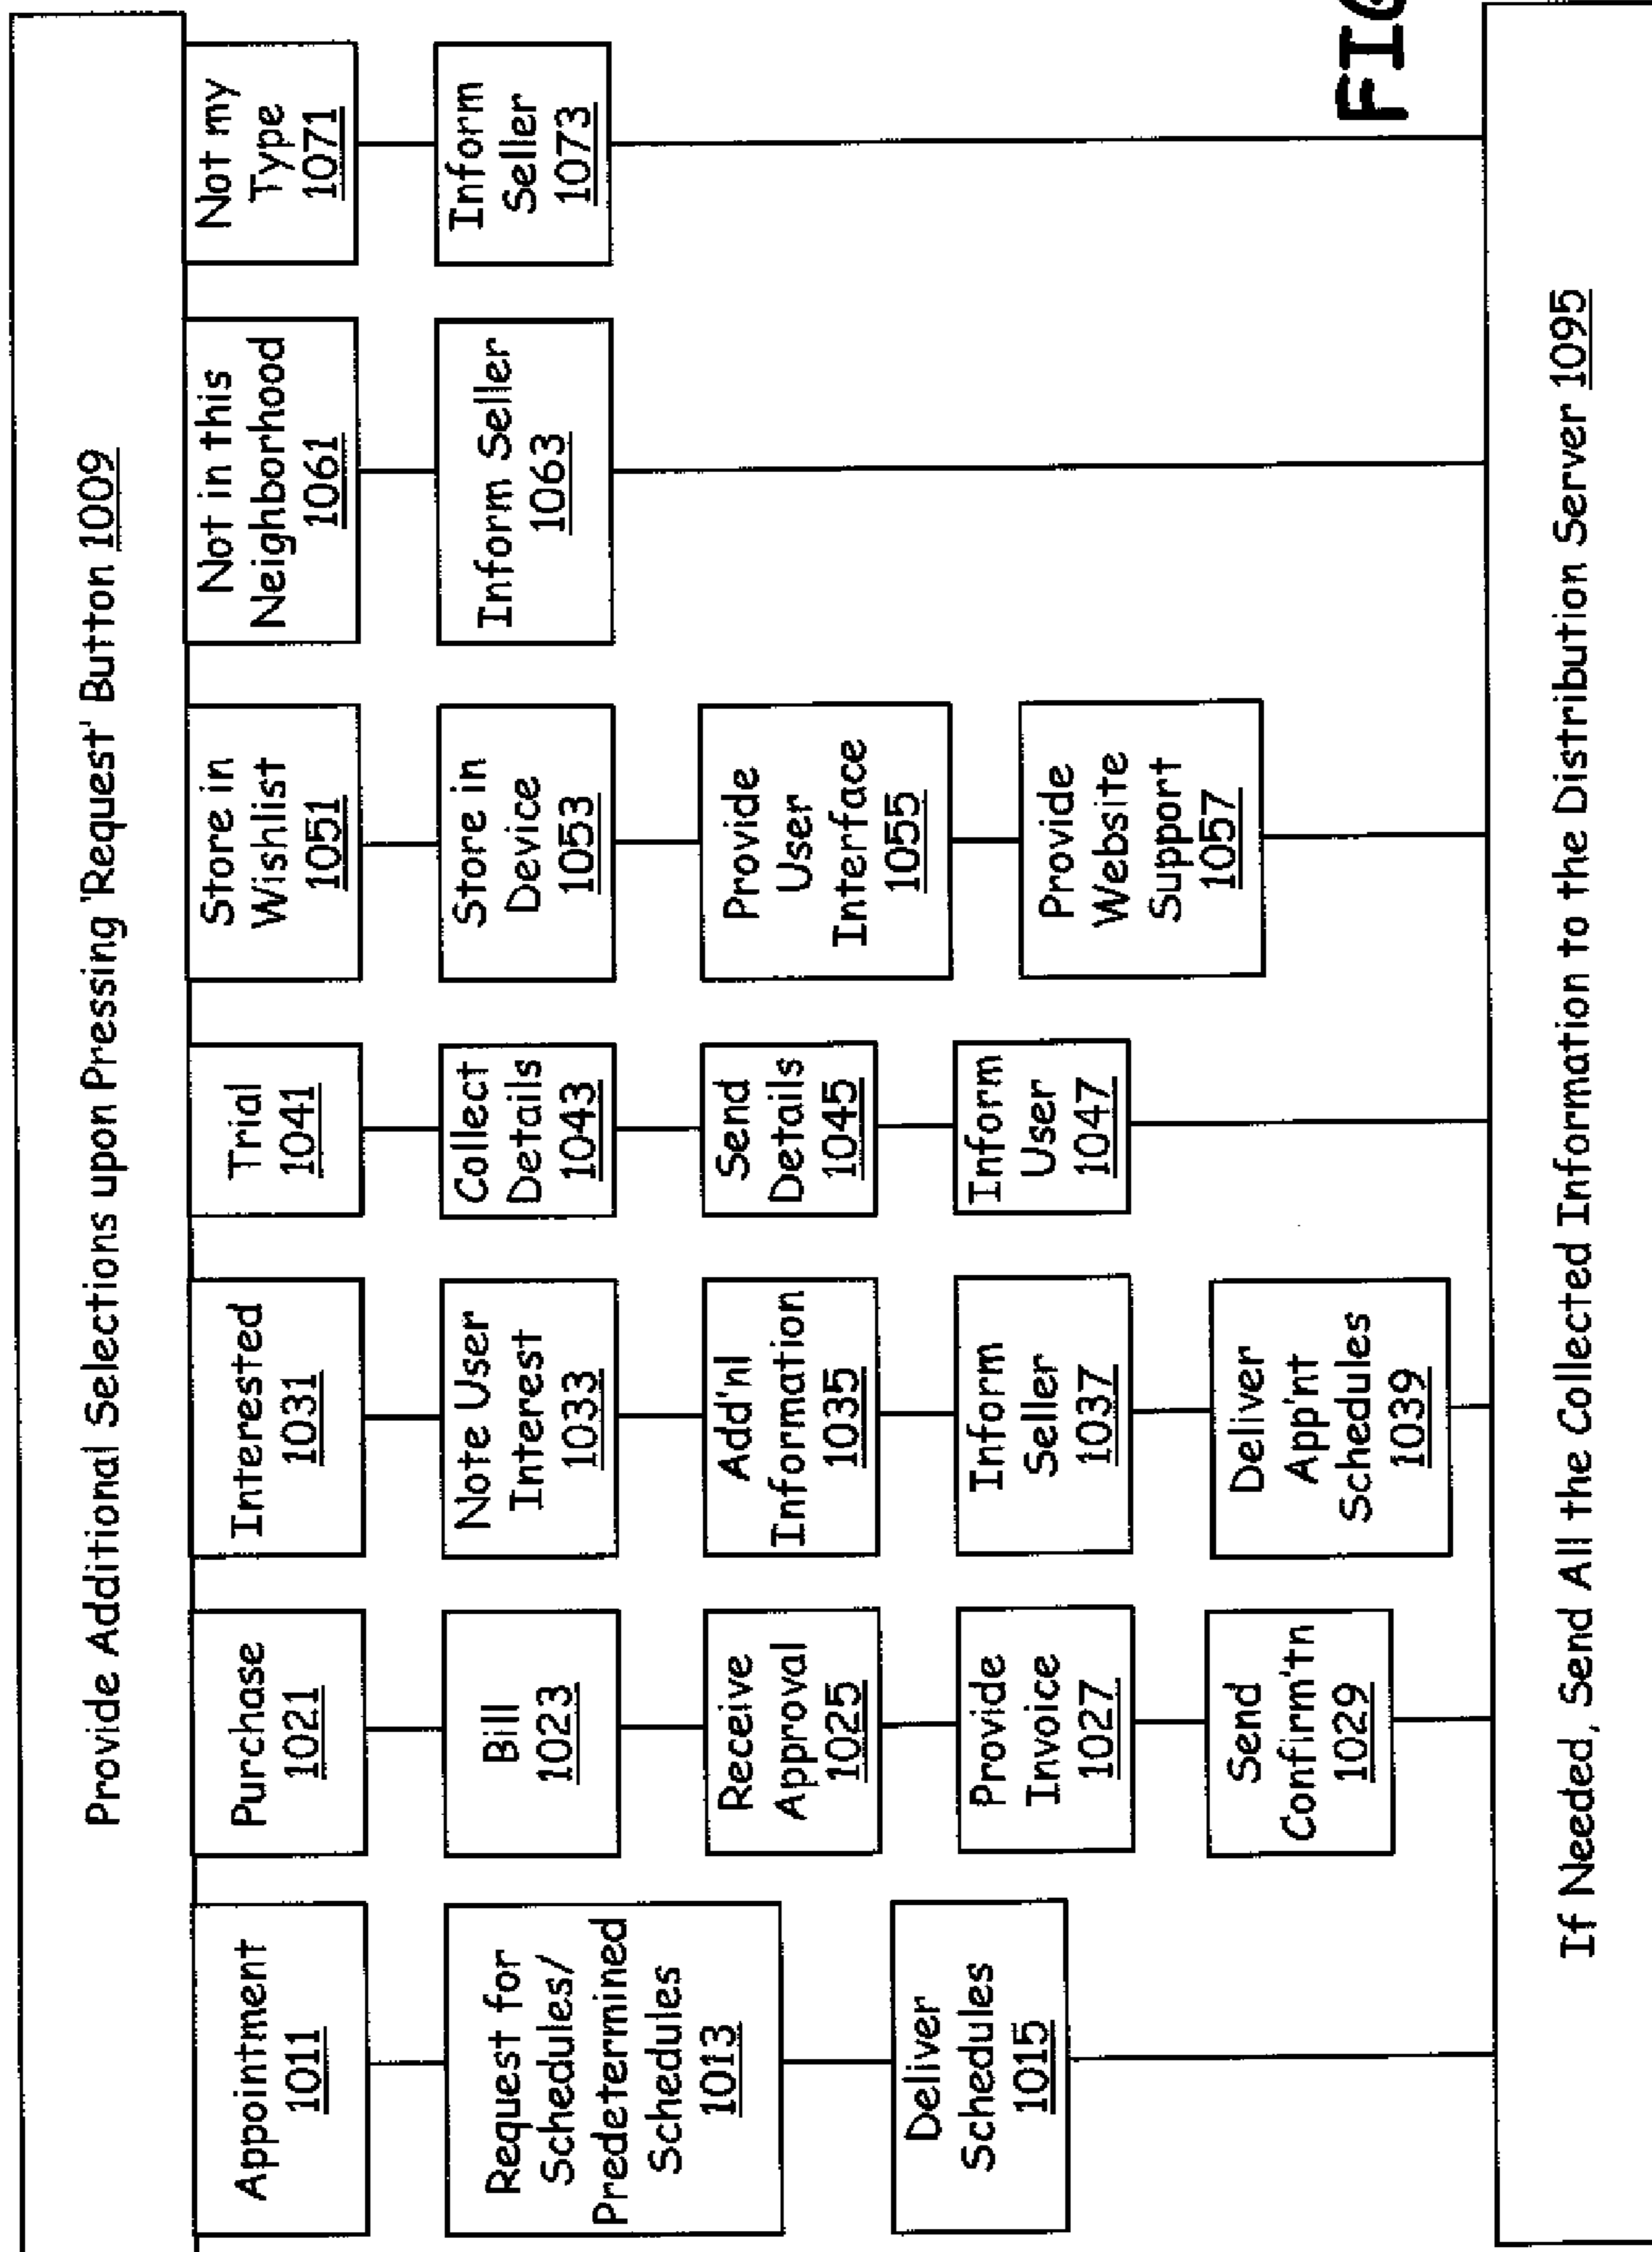 Provide Additional Selections upon Pressing 'Request' Button 1009
Appointment
1011
Request for
Schedules/
Predetermined
Schedules
1013
Deliver
Schedules
1015
Purchase
1021
Bill
1023
Receive
Approval
1025
Provide
Invoice
1027
Send
Confirm'tn
1029
Interested
1031
Note User
Interest
1033
Add'nl
Information
1035
Inform
Seller
1037
Deliver
App'nt
Schedules
1039
Trial
1041
Collect
Details
1043
Send
Details
1045
Inform
User
1047
Store in
Wishlist
1051
Store in
Device
1053
Provide
User
Interface
1055
Provide
Website
Support
1057
Not in this
Neighborhood
1061
Inform Seller
1063
Not my
Type
1071
Inform
Seller
1073
If Needed, Send All the Collected Information to the Distribution Server 1095